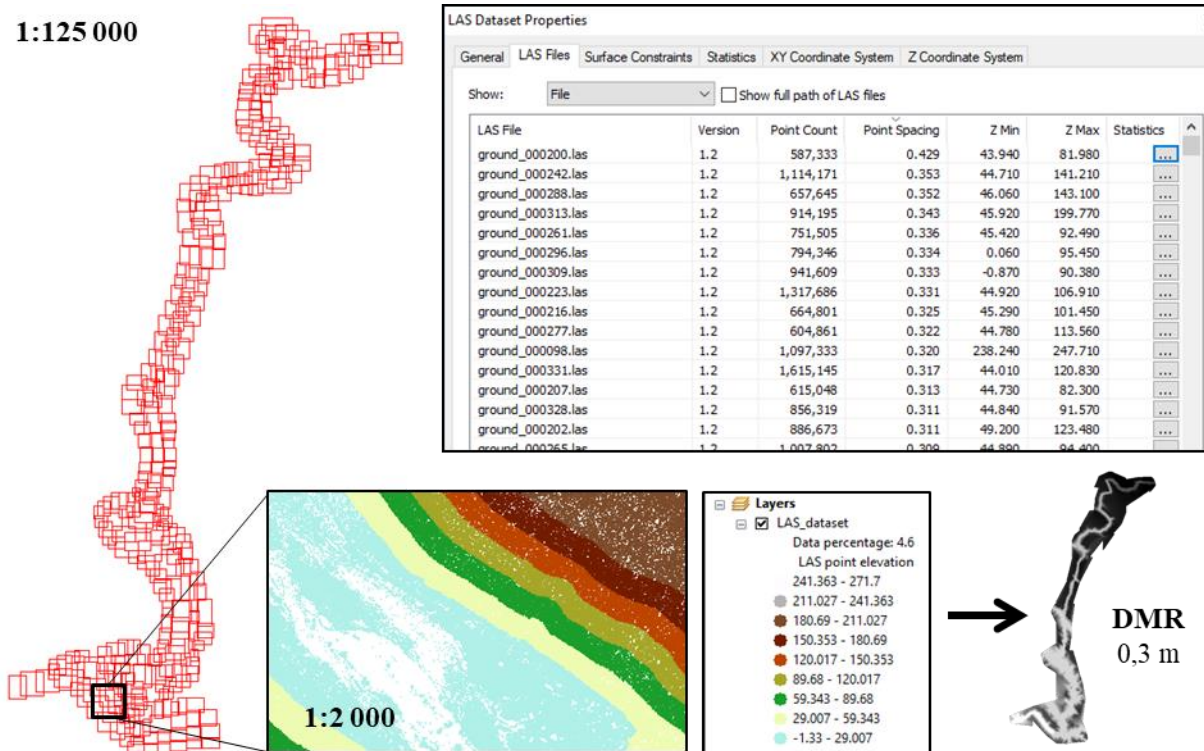 1:125 000
LAS Dataset Properties
General LAS Files Surface Constraints Statistics XY Coordinate System Z Coordinate System
Show: File Show full path of LAS files
LAS File Version Point Count Point Spacing Z Min Z Max Statistics
ground_000200.las 1.2 587,333 0.429 43.940 81.980 ...
ground_000242.las 1.2 1,114,171 0.353 44.710 141.210 ...
ground_000288.las 1.2 657,645 0.352 46.060 143.100 ...
ground_000313.las 1.2 914,195 0.343 45.920 199.770 ...
ground_000261.las 1.2 751,505 0.336 45.420 92.490 ...
ground_000296.las 1.2 794,346 0.334 0.060 95.450 ...
ground_000309.las 1.2 941,609 0.333 -0.870 90.380 ...
ground_000223.las 1.2 1,317,686 0.331 44.920 106.910 ...
ground_000216.las 1.2 664,801 0.325 45.290 101.450 ...
ground_000277.las 1.2 604,861 0.322 44.780 113.560 ...
ground_000098.las 1.2 1,097,333 0.320 238.240 247.710 ...
ground_000331.las 1.2 1,615,145 0.317 44.010 120.830 ...
ground_000207.las 1.2 615,048 0.313 44.730 82.300 ...
ground_000328.las 1.2 856,319 0.311 44.840 91.570 ...
ground_000202.las 1.2 886,673 0.311 49.200 123.480 ...
ground_000265.las 1.2 1,007,802 0.309 44.890 94.400
1:2 000
Layers
LAS_dataset
Data percentage: 4.6
LAS point elevation
241.363 - 271.7
211.027 - 241.363
180.69 - 211.027
150.353 - 180.69
120.017 - 150.353
89.68 - 120.017
59.343 - 89.68
29.007 - 59.343
-1.33 - 29.007
DMR
0,3 m